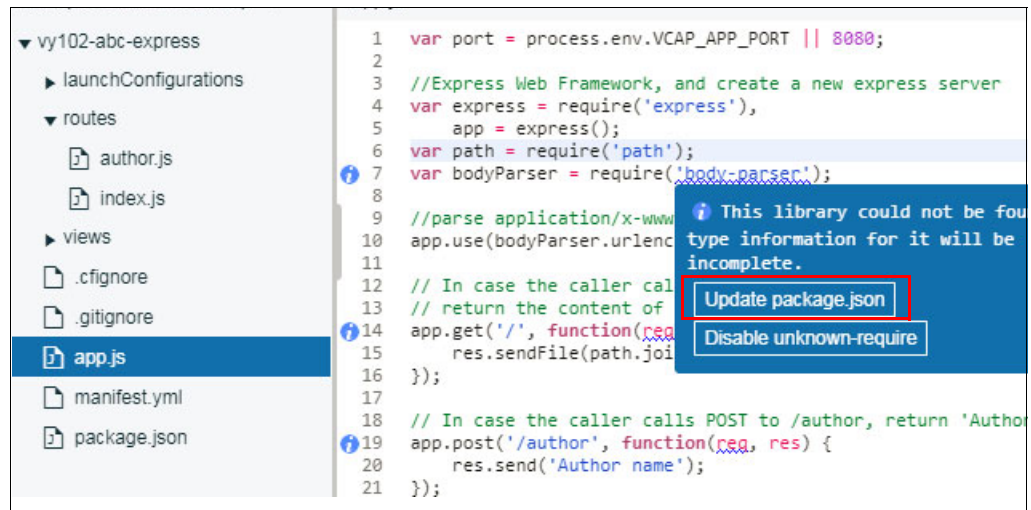 vy102-abc-express
launchConfigurations
routes
author.js
index.js
views
.cfignore
.gitignore
app.js
manifest.yml
package.json
1 var port = process.env.VCAP_APP_PORT || 8080;
2
3 //Express Web Framework, and create a new express server
4 var express = require('express'),
5 app = express();
6 var path = require('path');
7 var bodyParser = require('body-parser');
8
9 //parse application/x-www
10 app.use(bodyParser.urlenc
11
12 // In case the caller cal
13 // return the content of
14 app.get('/', function(req
15 res.sendFile(path.joi
16 });
17
18 // In case the caller calls POST to /author, return 'Author
19 app.post('/author', function(req, res) {
20 res.send('Author name');
21 });
This library could not be fou
type information for it will be
incomplete.
Update package.json
Disable unknown-require